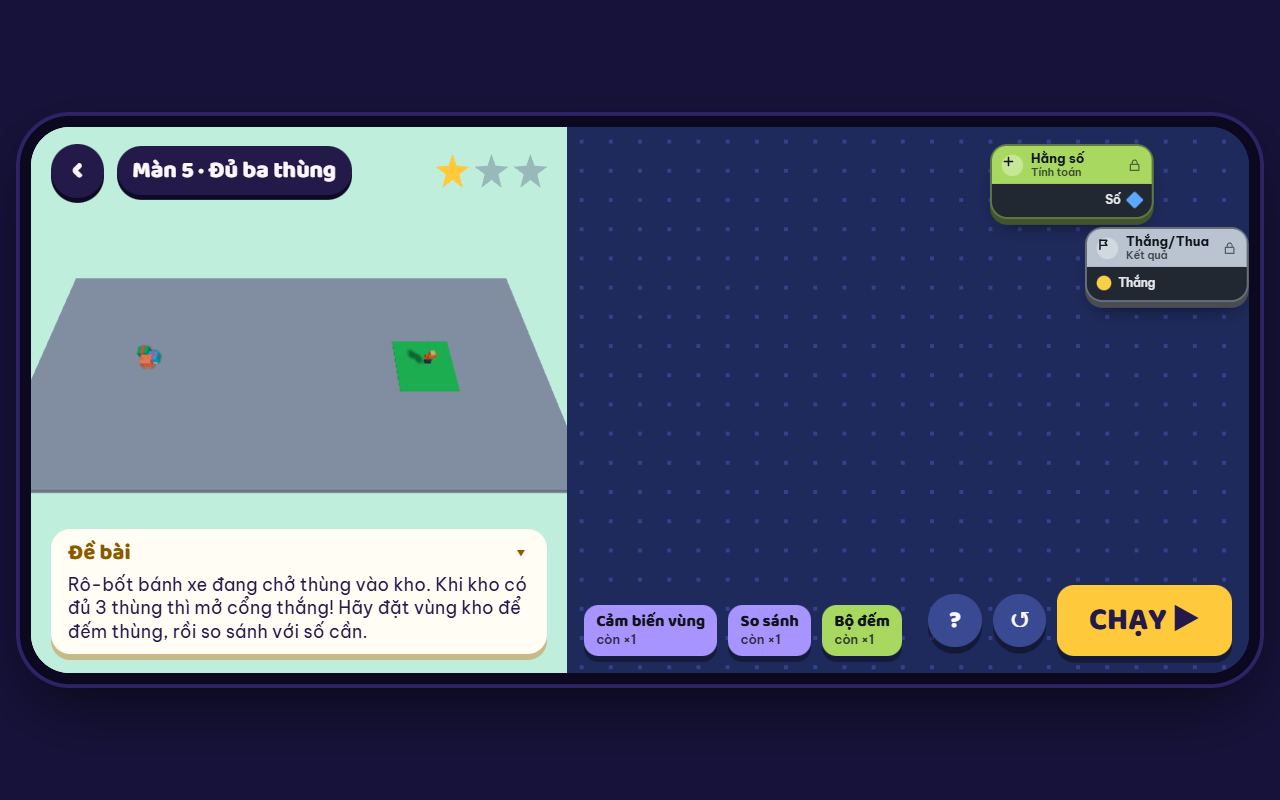 Màn 5 • Đủ ba thùng
Hằng số
Tính toán
Số
Thắng/Thua
Kết quả
Thắng
Đề bài
Rô-bốt bánh xe đang chở thùng vào kho. Khi kho có
đủ 3 thùng thì mở cổng thắng! Hãy đặt vùng kho để
đếm thùng, rồi so sánh với số cần.
Cảm biến vùng
còn ×1
So sánh
còn ×1
Bộ đếm
còn ×1
?
CHẠY